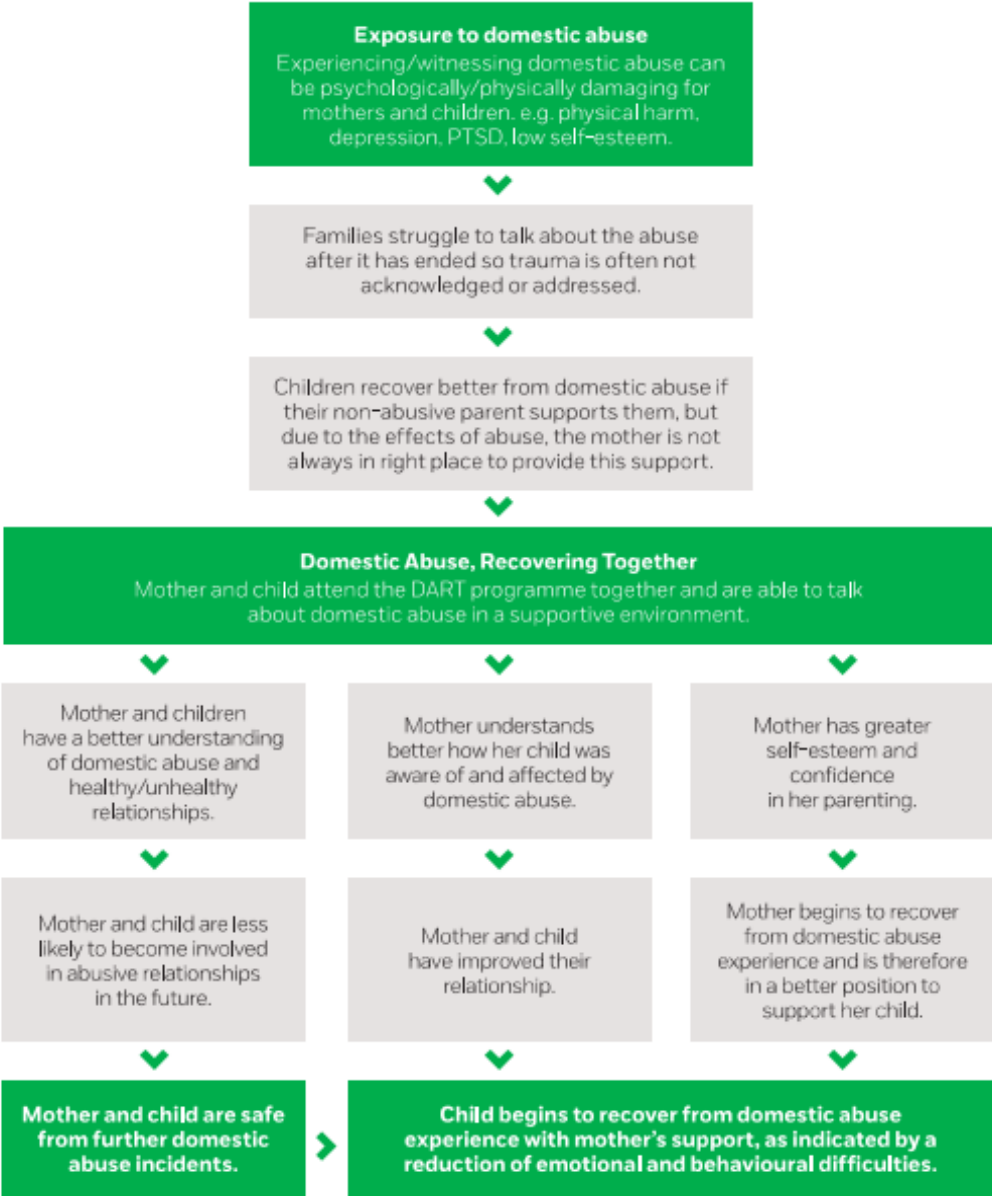 Exposure to domestic abuse
Experiencing/witnessing domestic abuse can
be psychologically/physically damaging for
mothers and children. e.g. physical harm,
depression, PTSD, low self-esteem.
Families struggle to talk about the abuse
after it has ended so trauma is often not
acknowledged or addressed.
Children recover better from domestic abuse if
their non-abusive parent supports them, but
due to the effects of abuse, the mother is not
always in right place to provide this support.
Domestic Abuse, Recovering Together
Mother and child attend the DART programme together and are able to talk
about domestic abuse in a supportive environment.
Mother and children
have a better understanding
of domestic abuse and
healthy/unhealthy
relationships.
Mother understands
better how her child was
aware of and affected by
domestic abuse.
Mother has greater
self-esteem and
confidence
in her parenting.
Mother and child are less
likely to become involved
in abusive relationships
in the future.
Mother and child
have improved their
relationship.
Mother begins to recover
from domestic abuse
experience and is therefore
in a better position to
support her child.
Mother and child are safe
from further domestic
abuse incidents.
Child begins to recover from domestic abuse
experience with mother's support, as indicated by a
reduction of emotional and behavioural difficulties.